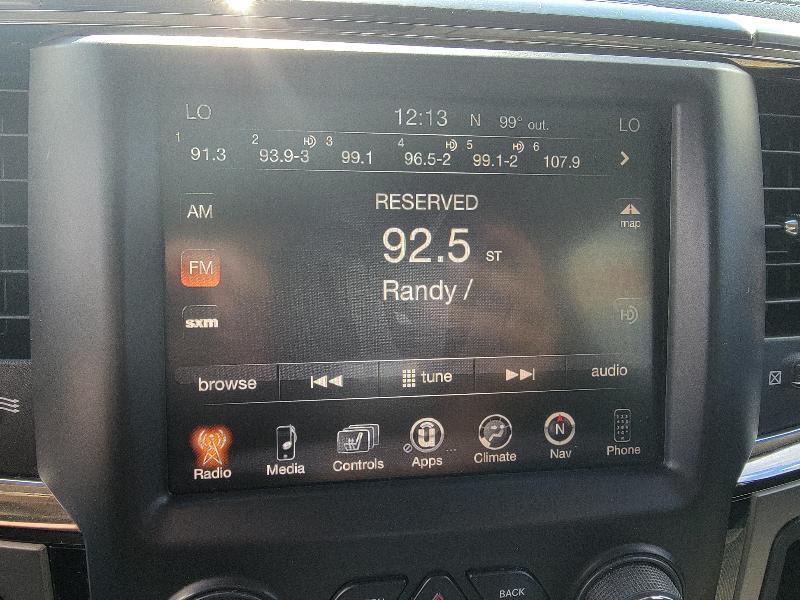 LO 12:13 N 99° out. LO
1 91.3 2 93.9-3 HD 3 99.1 4 96.5-2 HD 5 99.1-2 HD 6 107.9 >
AM RESERVED map
FM 92.5 ST
sxm Randy / HD
browse tune audio
Radio Media Controls Apps ... Climate N Nav Phone
BACK